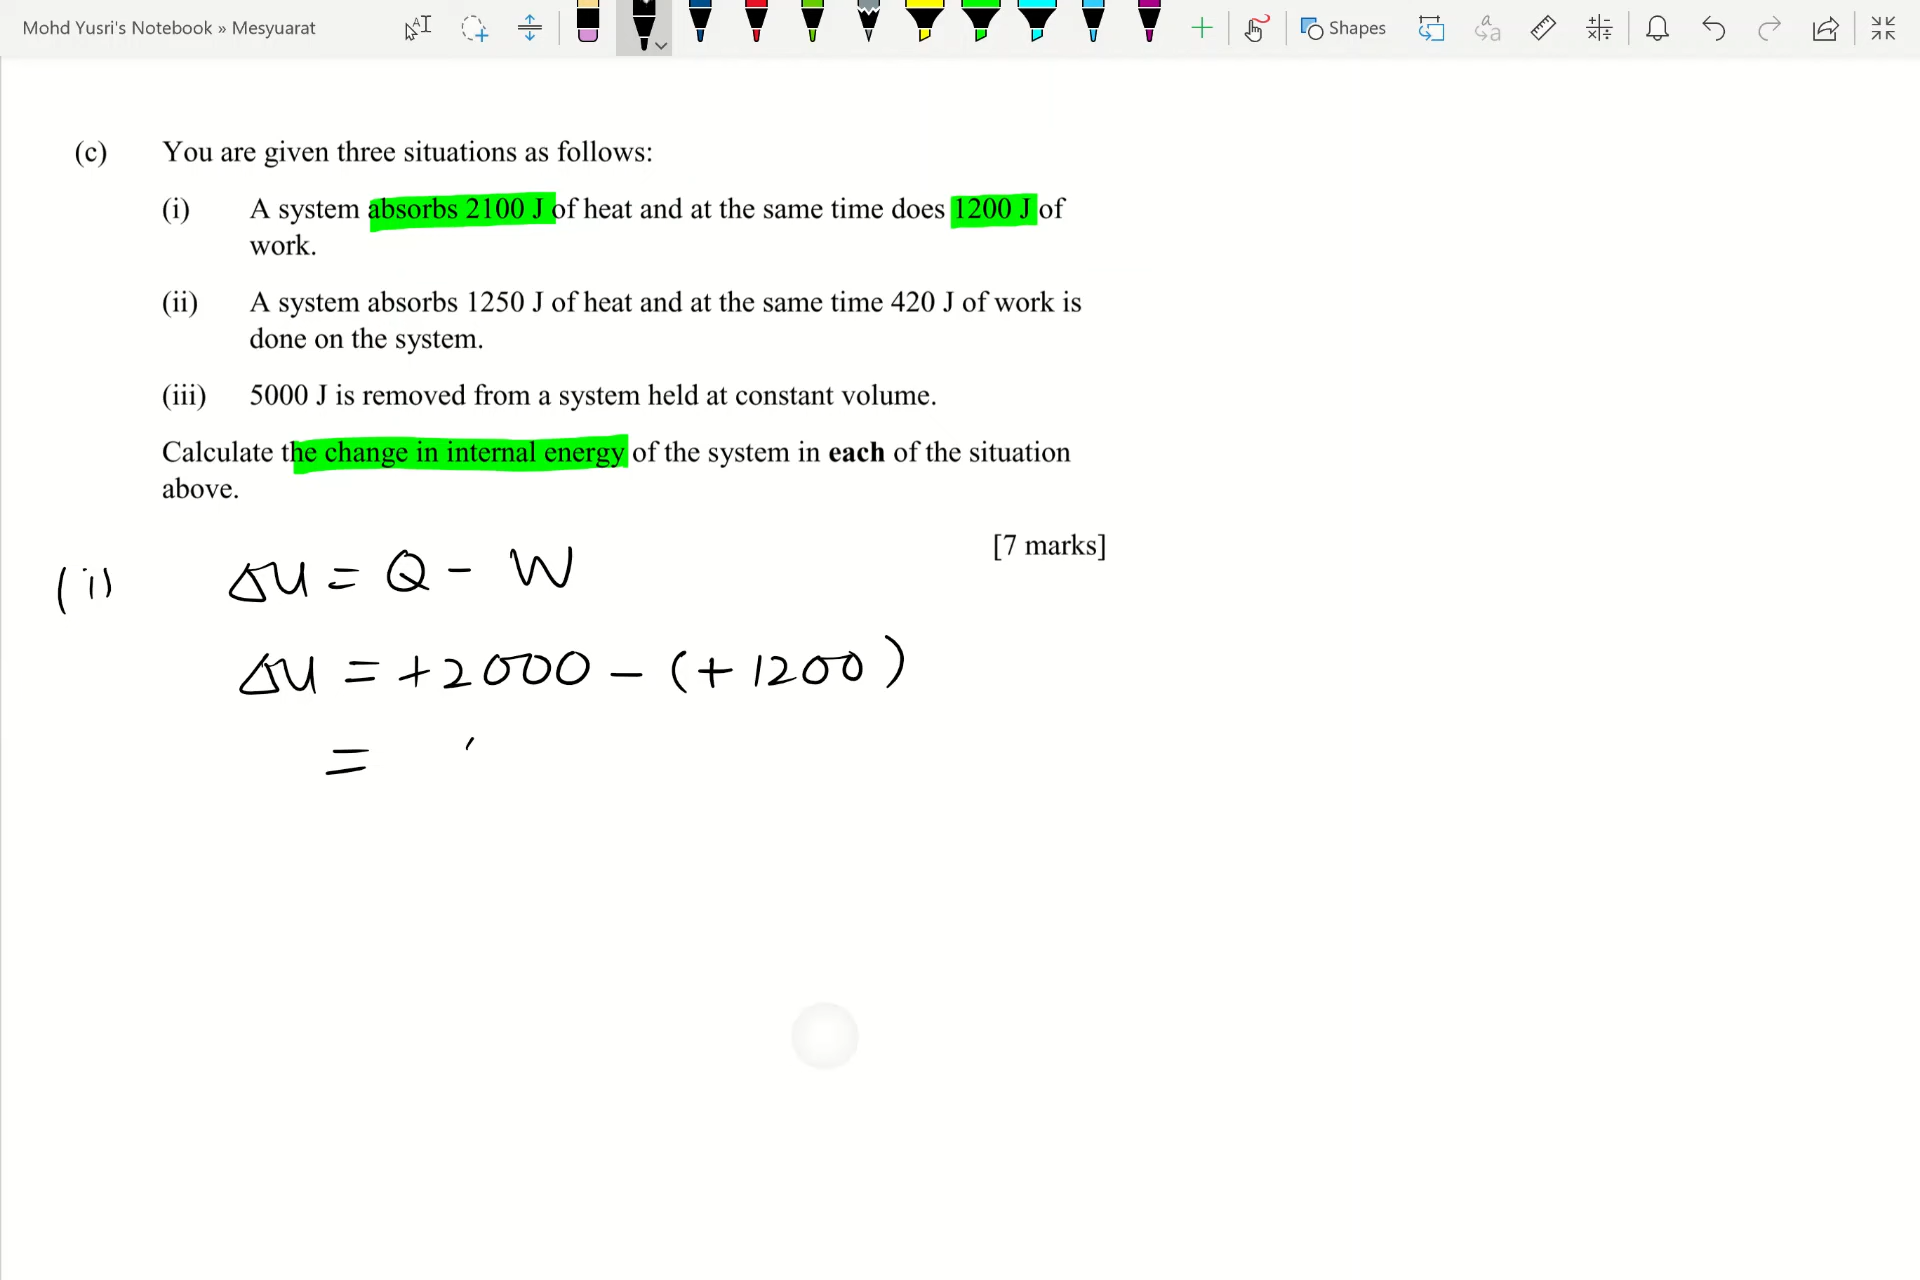 Mohd Yusri's Notebook » Mesyuarat
Shapes
(c) You are given three situations as follows:
(i) A system absorbs 2100 J of heat and at the same time does 1200 J of
work.
(ii) A system absorbs 1250 J of heat and at the same time 420 J of work is
done on the system.
(iii) 5000 J is removed from a system held at constant volume.
Calculate the change in internal energy of the system in each of the situation
above.
[7 marks]
(i) ΔU = Q - W
ΔU = +2000 - (+1200)
=